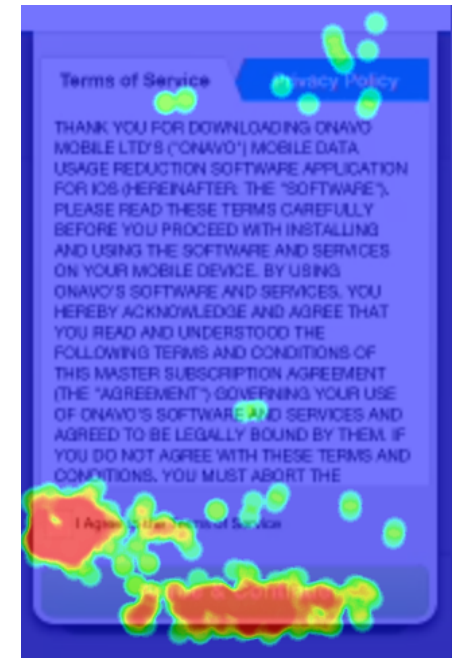 Terms of Service
Privacy Policy
THANK YOU FOR DOWNLOADING ONAVO
MOBILE LTD'S ("ONAVO") MOBILE DATA
USAGE REDUCTION SOFTWARE APPLICATION
FOR IOS (HEREINAFTER: THE "SOFTWARE").
PLEASE READ THESE TERMS CAREFULLY
BEFORE YOU PROCEED WITH INSTALLING
AND USING THE SOFTWARE AND SERVICES
ON YOUR MOBILE DEVICE. BY USING
ONAVO'S SOFTWARE AND SERVICES, YOU
HEREBY ACKNOWLEDGE AND AGREE THAT
YOU READ AND UNDERSTOOD THE
FOLLOWING TERMS AND CONDITIONS OF
THIS MASTER SUBSCRIPTION AGREEMENT
(THE "AGREEMENT") GOVERNING YOUR USE
OF ONAVO'S SOFTWARE AND SERVICES AND
AGREED TO BE LEGALLY BOUND BY THEM. IF
YOU DO NOT AGREE WITH THESE TERMS AND
CONDITIONS, YOU MUST ABORT THE
I Agree to the Terms of Service